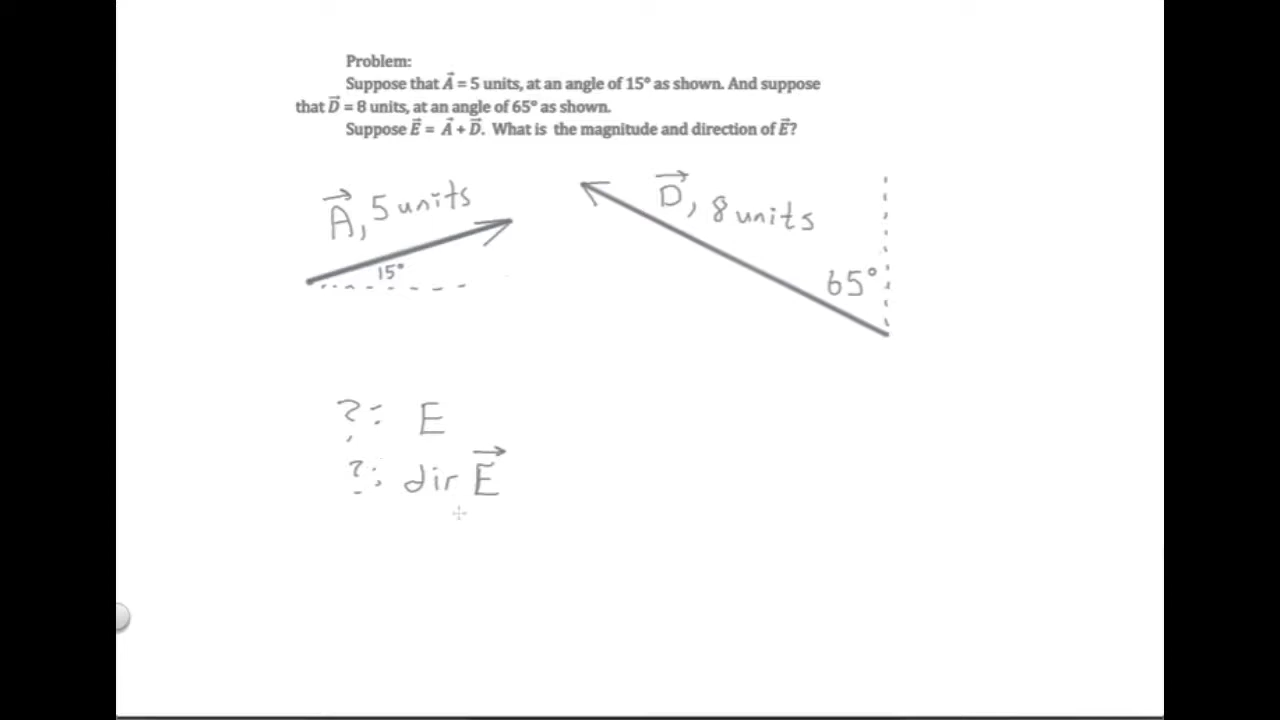 Problem:
Suppose that A⃗ = 5 units, at an angle of 15° as shown. And suppose
that D⃗ = 8 units, at an angle of 65° as shown.
Suppose E⃗ = A⃗ + D⃗. What is the magnitude and direction of E⃗?
A⃗, 5 units
D⃗, 8 units
15°
65°
?: E
?: dir E⃗